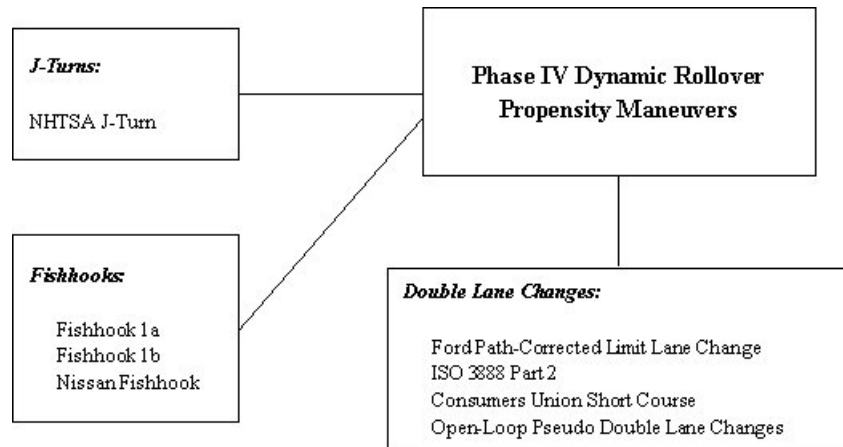 J-Turns:
NHTSA J-Turn
Phase IV Dynamic Rollover
Propensity Maneuvers
Fishhooks:
Fishhook 1a
Fishhook 1b
Nissan Fishhook
Double Lane Changes:
Ford Path-Corrected Limit Lane Change
ISO 3888 Part 2
Consumers Union Short Course
Open-Loop Pseudo Double Lane Changes